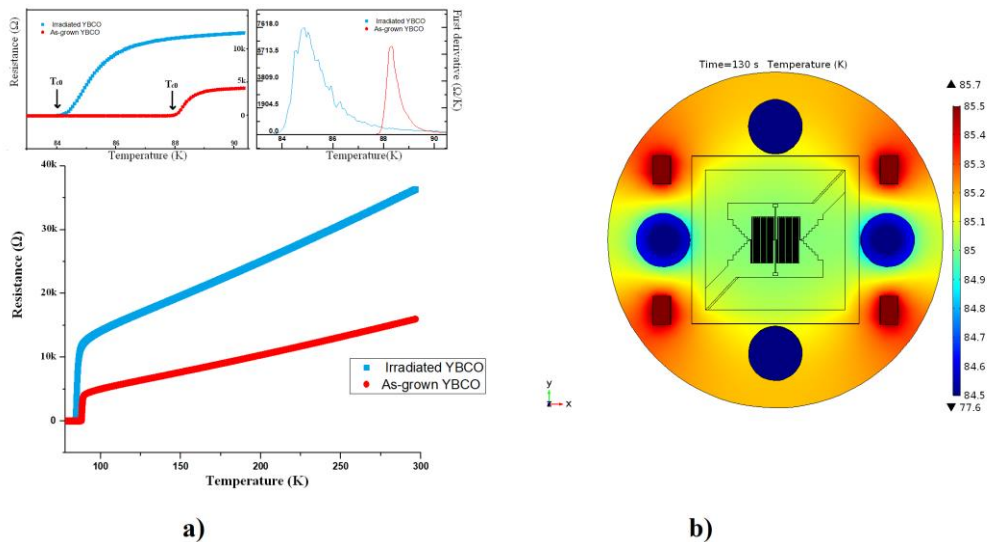 Irradiated YBCO
As-grown YBCO
Resistance (Ω)
10k
5k
0
Tc0
Tc0
84
86
88
90
Temperature (K)
Irradiated YBCO
As-grown YBCO
First derivative (Ω/K)
7618.0
5713.5
3809.0
1904.5
0.0
84
86
88
90
Temperature(K)
40k
30k
20k
10k
0
Resistance (Ω)
Irradiated YBCO
As-grown YBCO
100
150
200
250
300
Temperature (K)
a)
Time=130 s Temperature (K)
▲ 85.7
85.5
85.4
85.3
85.2
85.1
85
84.9
84.8
84.7
84.6
84.5
▼ 77.6
y
x
b)